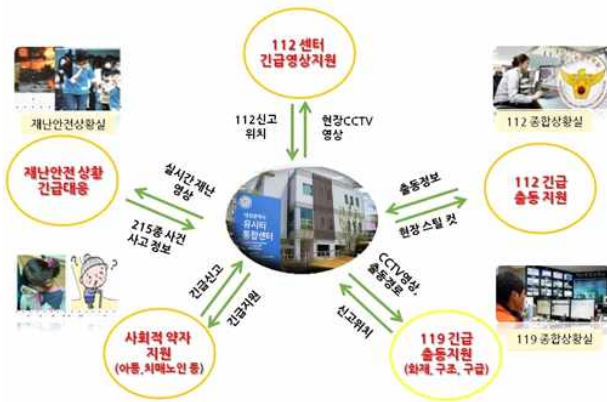 112 센터
긴급영상지원
112신고
위치
현장CCTV
영상
재난안전상황실
112 종합상황실
재난안전 상황
긴급대응
실시간 재난
영상
215종 사건
사고 정보
출동정보
현장 스틸 컷
112 긴급
출동 지원
유시티
통합센터
긴급신고
긴급지원
CCTV영상,
출동경로
신고위치
사회적 약자
지원
(아동,치매노인 등)
119 긴급
출동지원
(화재, 구조, 구급)
119 종합상황실